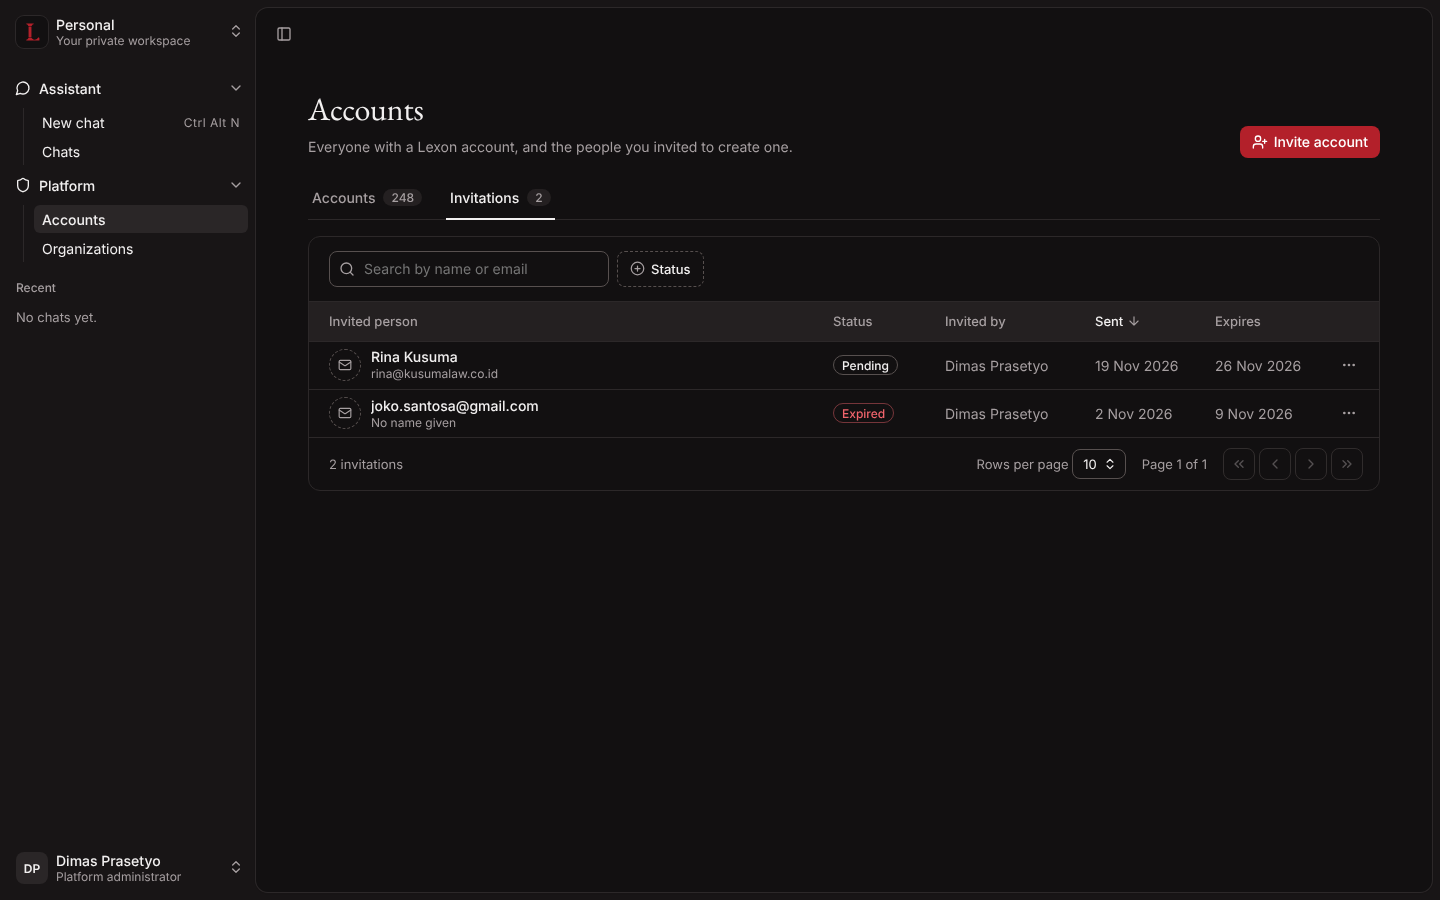 L
Personal
Your private workspace
Assistant
New chat Ctrl Alt N
Chats
Platform
Accounts
Organizations
Recent
No chats yet.
DP
Dimas Prasetyo
Platform administrator
Accounts
Everyone with a Lexon account, and the people you invited to create one.
Invite account
Accounts 248 Invitations 2
Search by name or email Status
Invited person Status Invited by Sent Expires
Rina Kusuma
rina@kusumalaw.co.id
Pending Dimas Prasetyo 19 Nov 2026 26 Nov 2026
joko.santosa@gmail.com
No name given
Expired Dimas Prasetyo 2 Nov 2026 9 Nov 2026
2 invitations Rows per page 10 Page 1 of 1